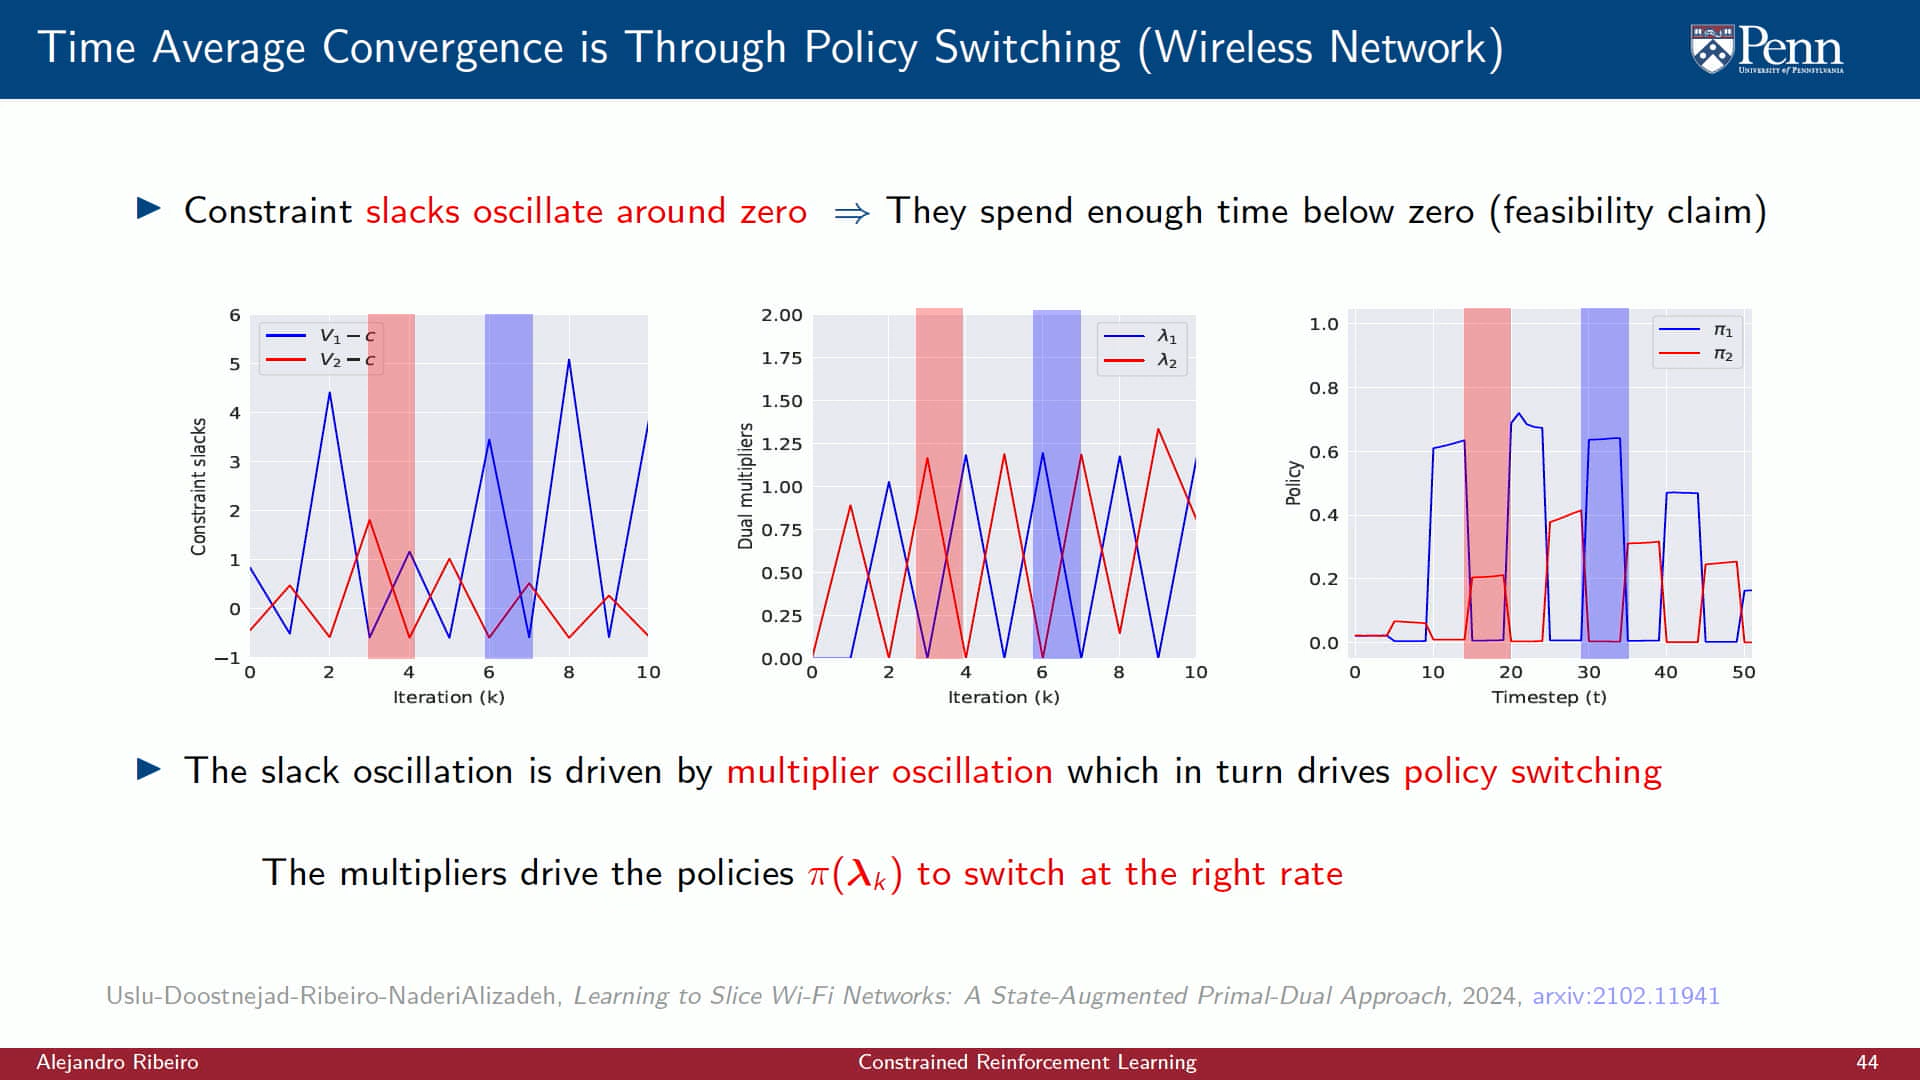 Time Average Convergence is Through Policy Switching (Wireless Network)
Penn
UNIVERSITY of PENNSYLVANIA
▶ Constraint slacks oscillate around zero ⇒ They spend enough time below zero (feasibility claim)
6
5
4
3
2
1
0
−1
Constraint slacks
V₁ − c
V₂ − c
0 2 4 6 8 10
Iteration (k)
2.00
1.75
1.50
1.25
1.00
0.75
0.50
0.25
0.00
Dual multipliers
λ₁
λ₂
0 2 4 6 8 10
Iteration (k)
1.0
0.8
0.6
0.4
0.2
0.0
Policy
π₁
π₂
0 10 20 30 40 50
Timestep (t)
▶ The slack oscillation is driven by multiplier oscillation which in turn drives policy switching
The multipliers drive the policies π(λₖ) to switch at the right rate
Uslu-Doostnejad-Ribeiro-NaderiAlizadeh, Learning to Slice Wi-Fi Networks: A State-Augmented Primal-Dual Approach, 2024, arxiv:2102.11941
Alejandro Ribeiro Constrained Reinforcement Learning 44